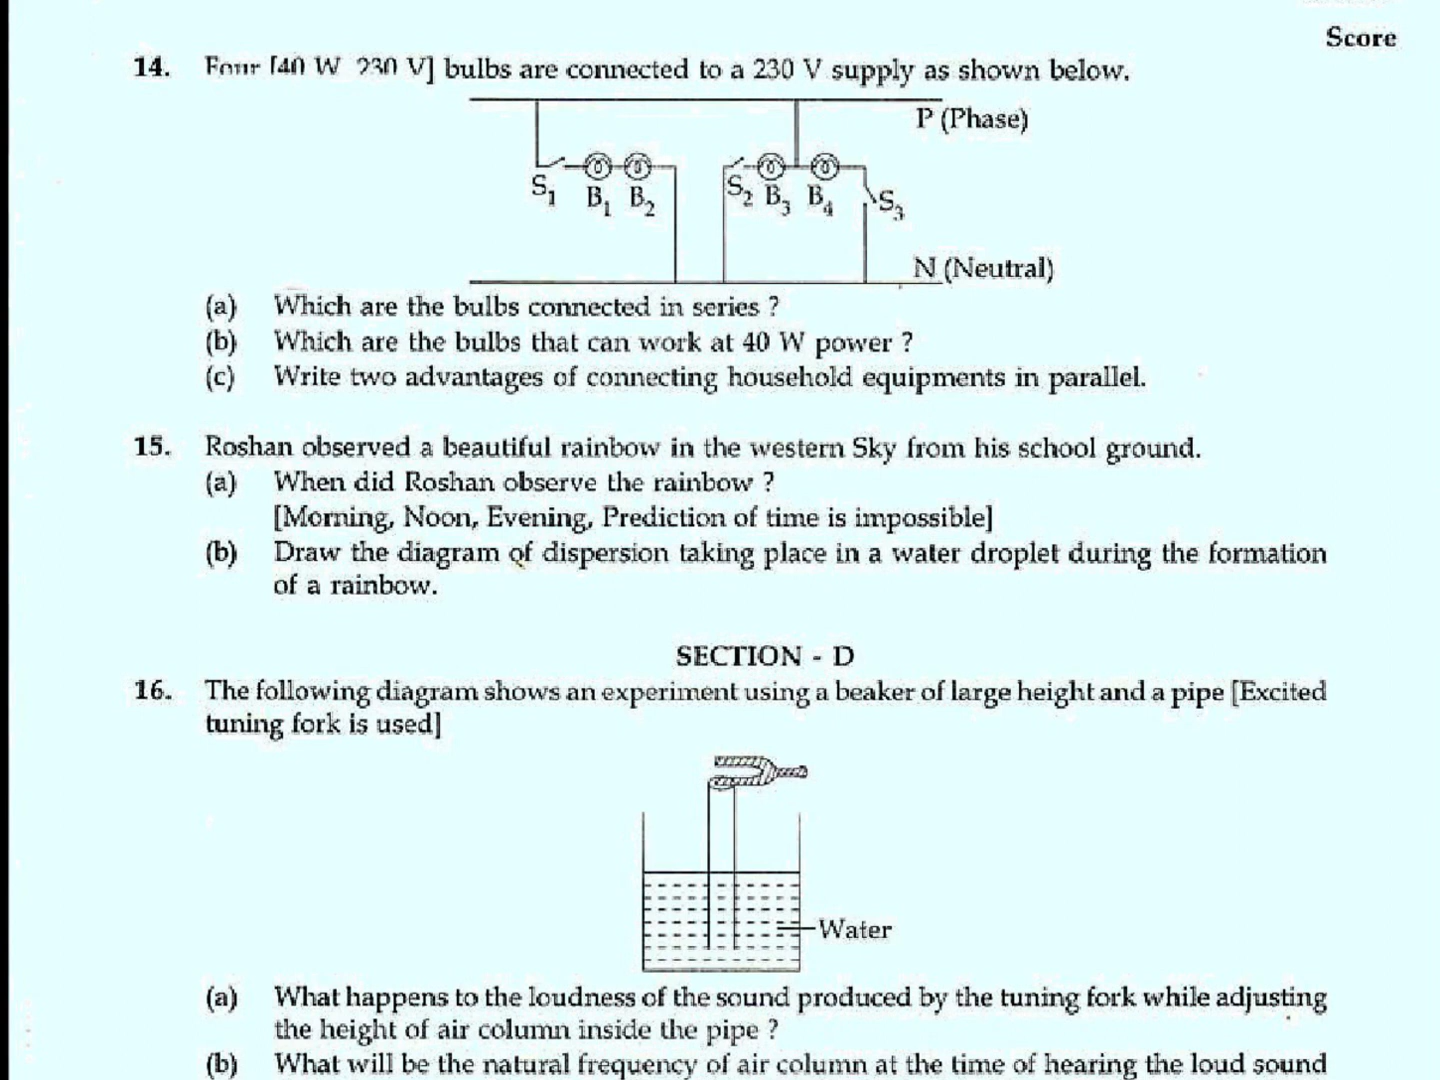 Score
14. Four [40 W 230 V] bulbs are connected to a 230 V supply as shown below.
P (Phase)
S1 B1 B2 S2 B3 B4 S3
N (Neutral)
(a) Which are the bulbs connected in series ?
(b) Which are the bulbs that can work at 40 W power ?
(c) Write two advantages of connecting household equipments in parallel.
15. Roshan observed a beautiful rainbow in the western Sky from his school ground.
(a) When did Roshan observe the rainbow ?
[Morning, Noon, Evening, Prediction of time is impossible]
(b) Draw the diagram of dispersion taking place in a water droplet during the formation
of a rainbow.
SECTION - D
16. The following diagram shows an experiment using a beaker of large height and a pipe [Excited
tuning fork is used]
Water
(a) What happens to the loudness of the sound produced by the tuning fork while adjusting
the height of air column inside the pipe ?
(b) What will be the natural frequency of air column at the time of hearing the loud sound